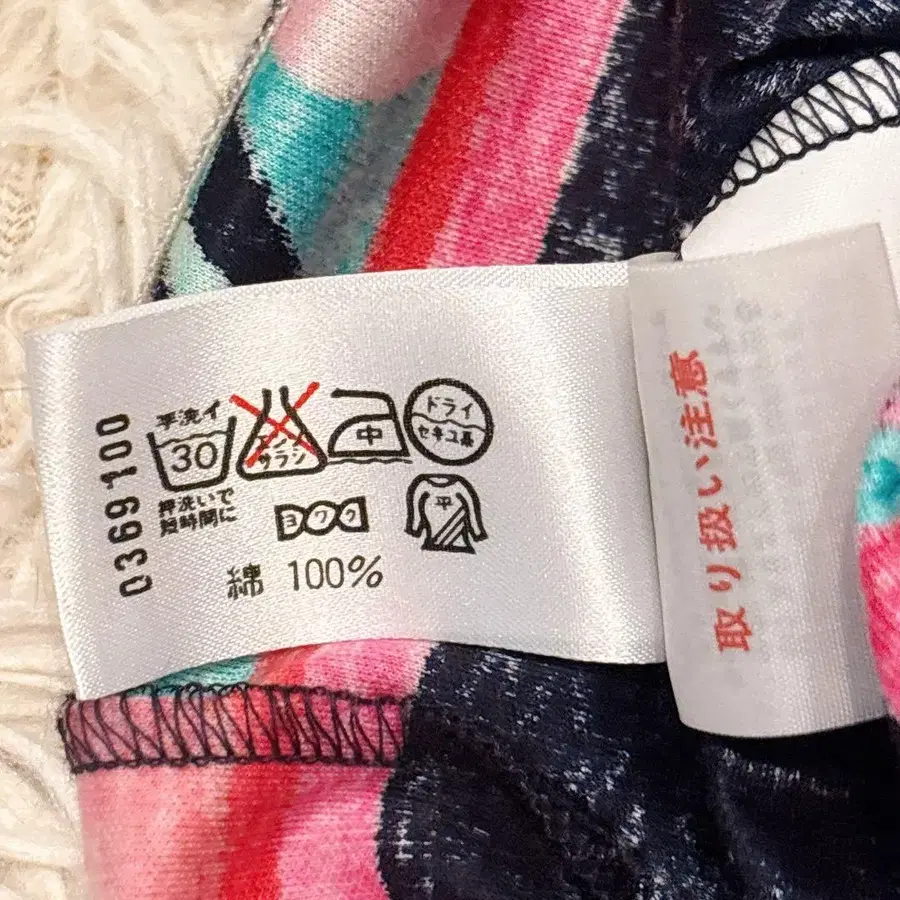 0369100
手洗イ
30
エンソ
サラシ
中
ドライ
セキユ系
押洗いで
短時間に
ヨワク
平
綿 100%
取り扱い注意